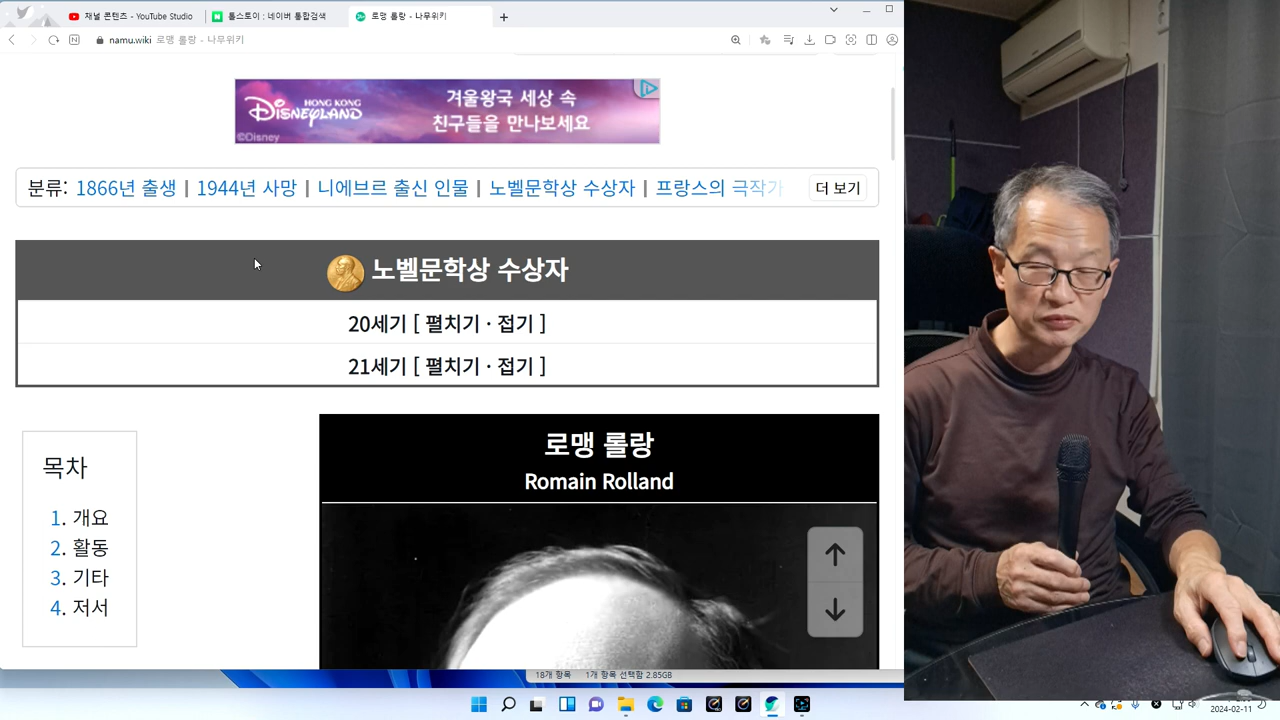 재널 콘텐츠 - YouTube Studio
톨스토이 : 네이버 통합검색
로맹 롤랑 - 나무위키
namu.wiki 로맹 롤랑 - 나무위키
HONG KONG
DISNEYLAND
©Disney
겨울왕국 세상 속
친구들을 만나보세요
분류: 1866년 출생 | 1944년 사망 | 니에브르 출신 인물 | 노벨문학상 수상자 | 프랑스의 극작가
더 보기
노벨문학상 수상자
20세기 [ 펼치기 · 접기 ]
21세기 [ 펼치기 · 접기 ]
목차
1. 개요
2. 활동
3. 기타
4. 저서
로맹 롤랑
Romain Rolland
18개 항목 1개 항목 선택함 2.85GB
2024-02-11